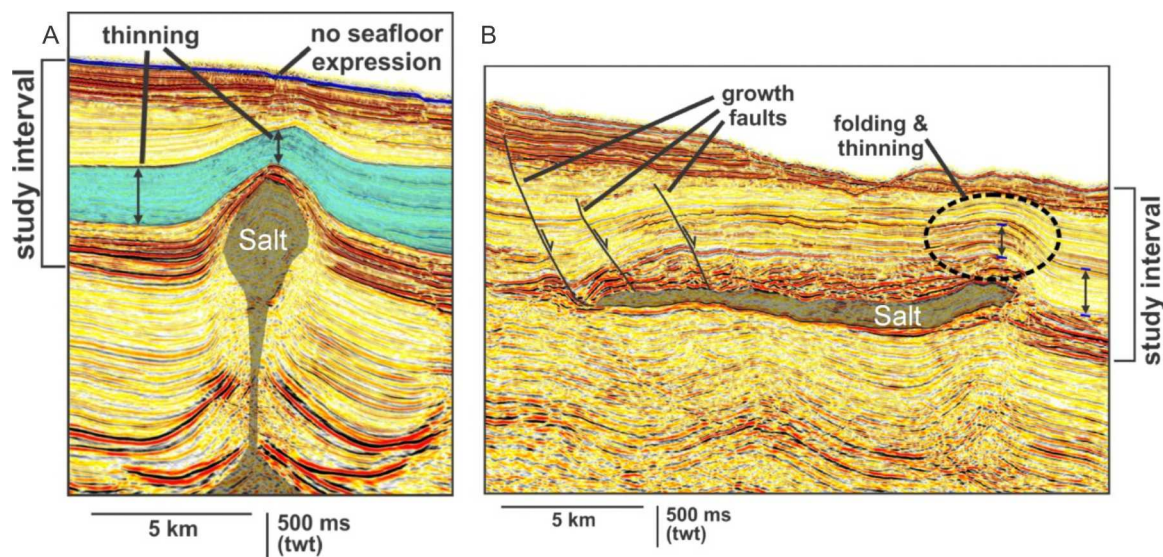 A
thinning
no seafloor
expression
study interval
Salt
5 km
500 ms
(twt)
B
growth
faults
folding &
thinning
Salt
study interval
5 km
500 ms
(twt)